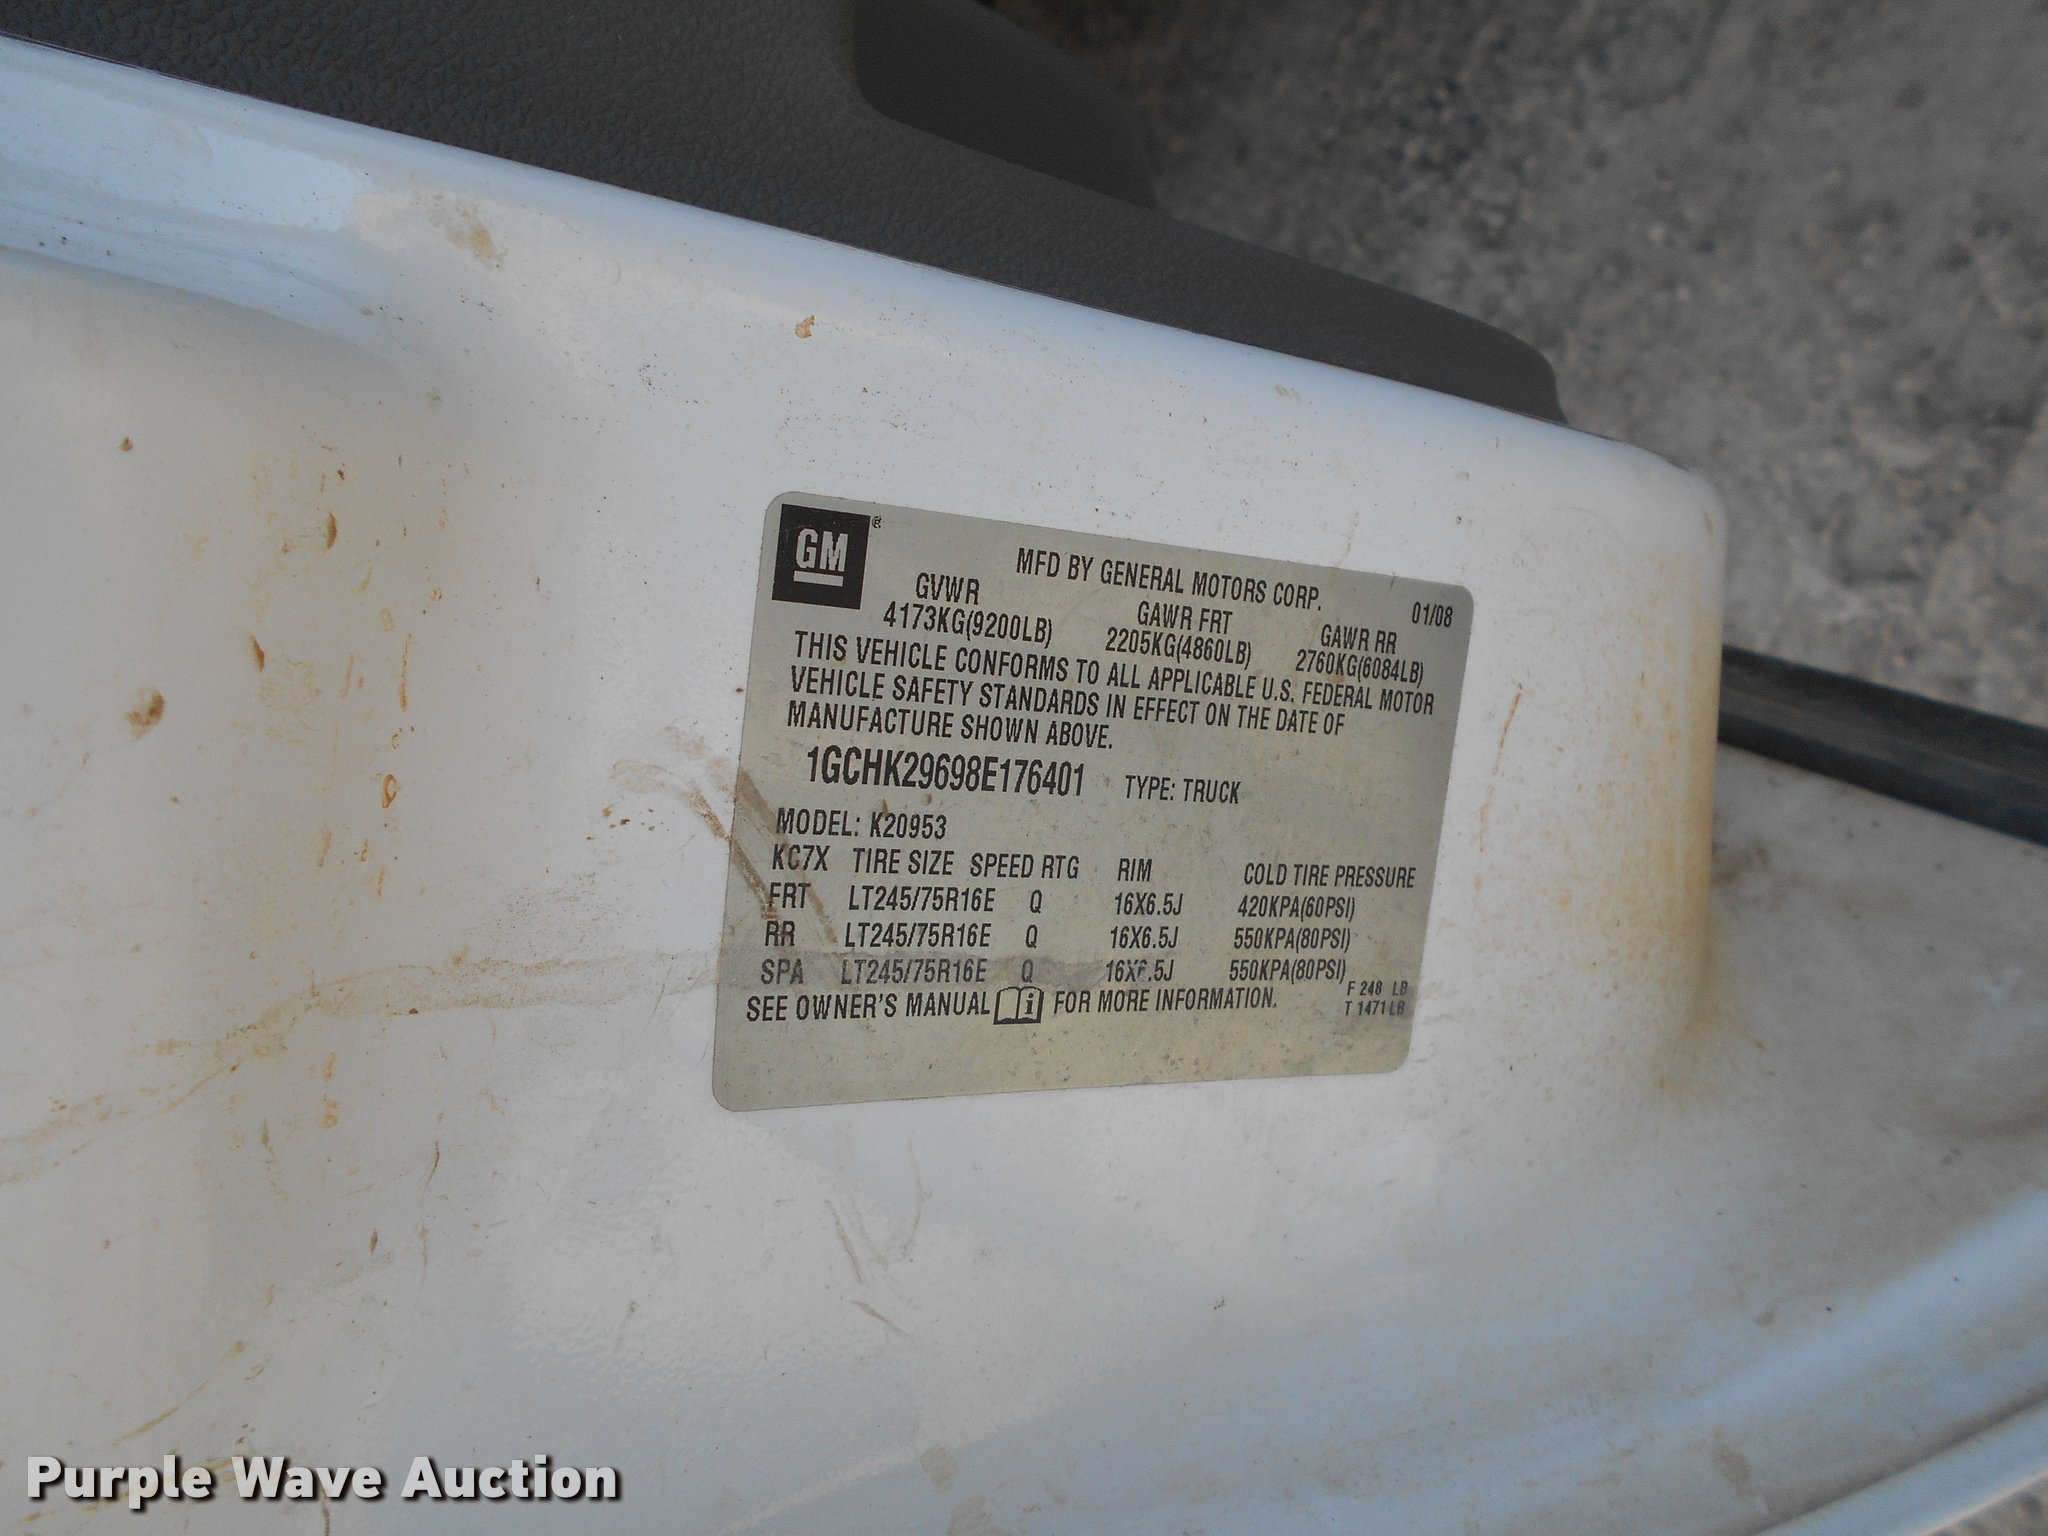 GM®
MFD BY GENERAL MOTORS CORP. 01/08
GVWR GAWR FRT GAWR RR
4173KG(9200LB) 2205KG(4860LB) 2760KG(6084LB)
THIS VEHICLE CONFORMS TO ALL APPLICABLE U.S. FEDERAL MOTOR
VEHICLE SAFETY STANDARDS IN EFFECT ON THE DATE OF
MANUFACTURE SHOWN ABOVE.
1GCHK29698E176401 TYPE: TRUCK
MODEL: K20953
KC7X TIRE SIZE SPEED RTG RIM COLD TIRE PRESSURE
FRT LT245/75R16E Q 16X6.5J 420KPA(60PSI)
RR LT245/75R16E Q 16X6.5J 550KPA(80PSI)
SPA LT245/75R16E Q 16X6.5J 550KPA(80PSI)
SEE OWNER'S MANUAL i FOR MORE INFORMATION.
F 248 LB
T 1471LB
Purple Wave Auction